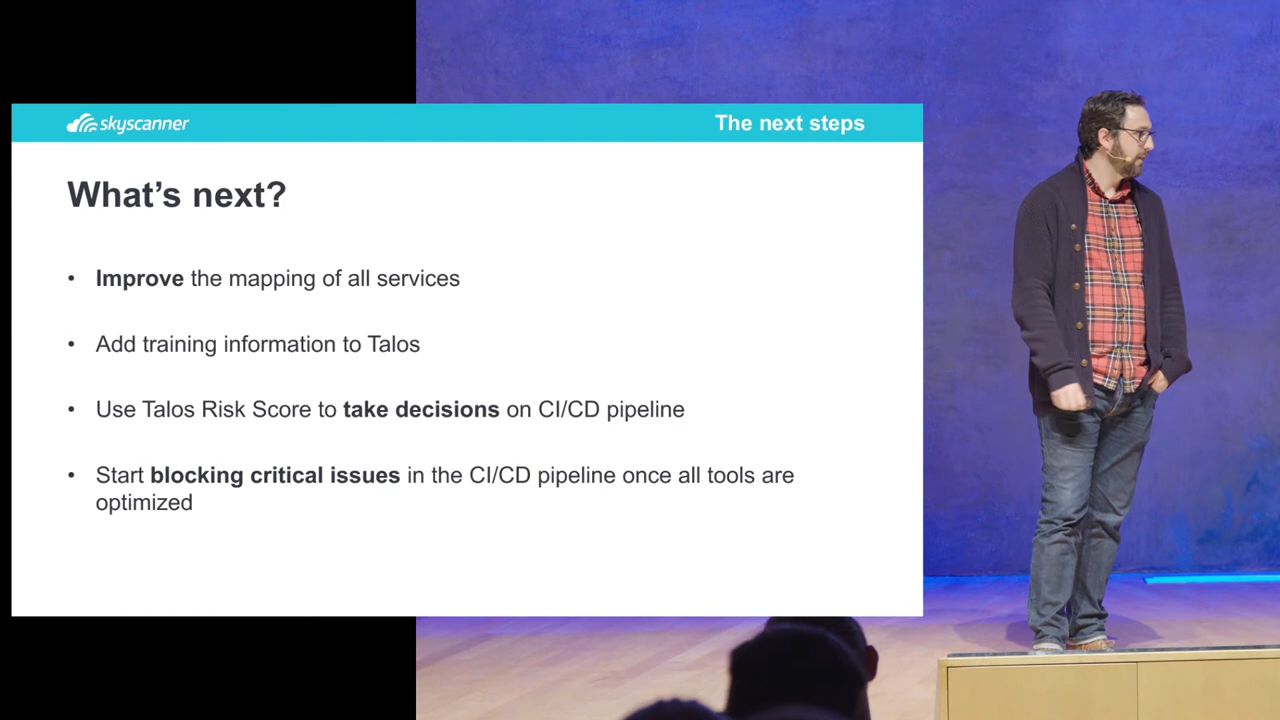 skyscanner
The next steps
What's next?
• Improve the mapping of all services
• Add training information to Talos
• Use Talos Risk Score to take decisions on CI/CD pipeline
• Start blocking critical issues in the CI/CD pipeline once all tools are
optimized